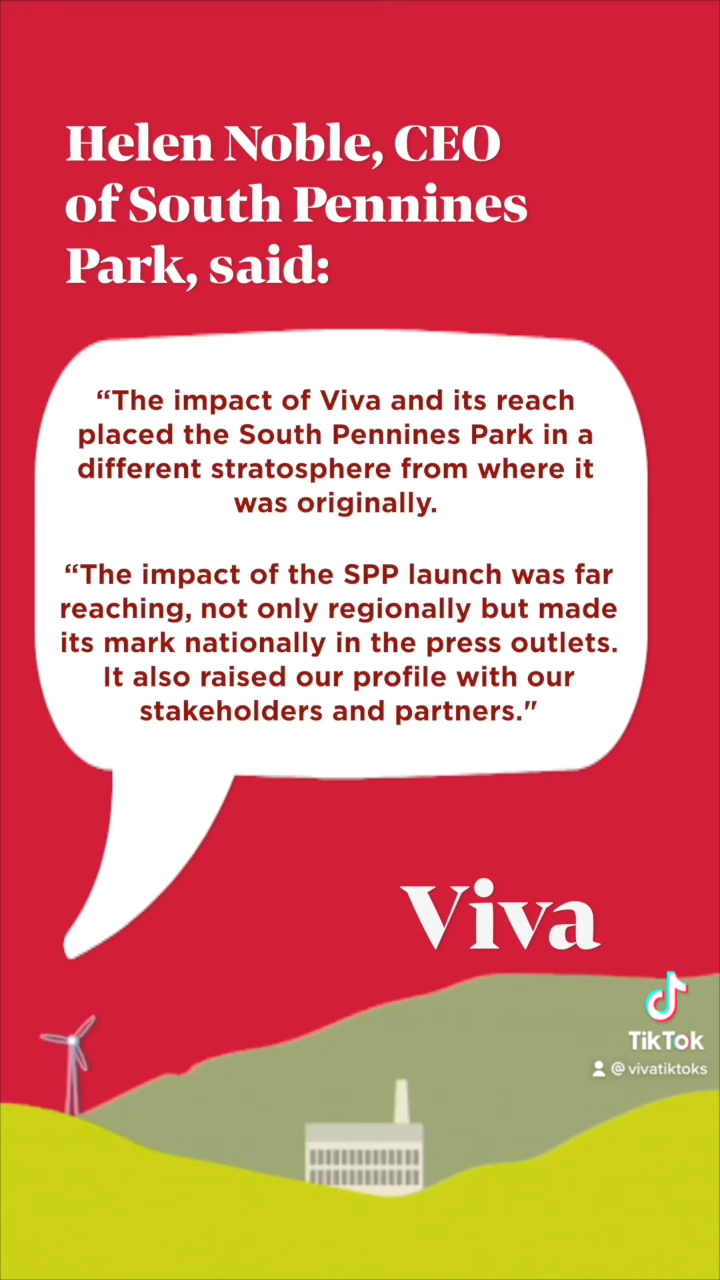 Helen Noble, CEO
of South Pennines
Park, said:
“The impact of Viva and its reach
placed the South Pennines Park in a
different stratosphere from where it
was originally.
“The impact of the SPP launch was far
reaching, not only regionally but made
its mark nationally in the press outlets.
It also raised our profile with our
stakeholders and partners."
Viva
TikTok
@vivatiktoks